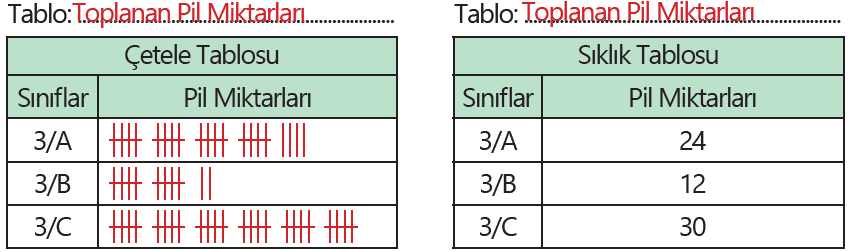 Tablo: Toplanan Pil Miktarları
Çetele Tablosu
Sınıflar Pil Miktarları
3/A
3/B
3/C
Tablo: Toplanan Pil Miktarları
Sıklık Tablosu
Sınıflar Pil Miktarları
3/A 24
3/B 12
3/C 30